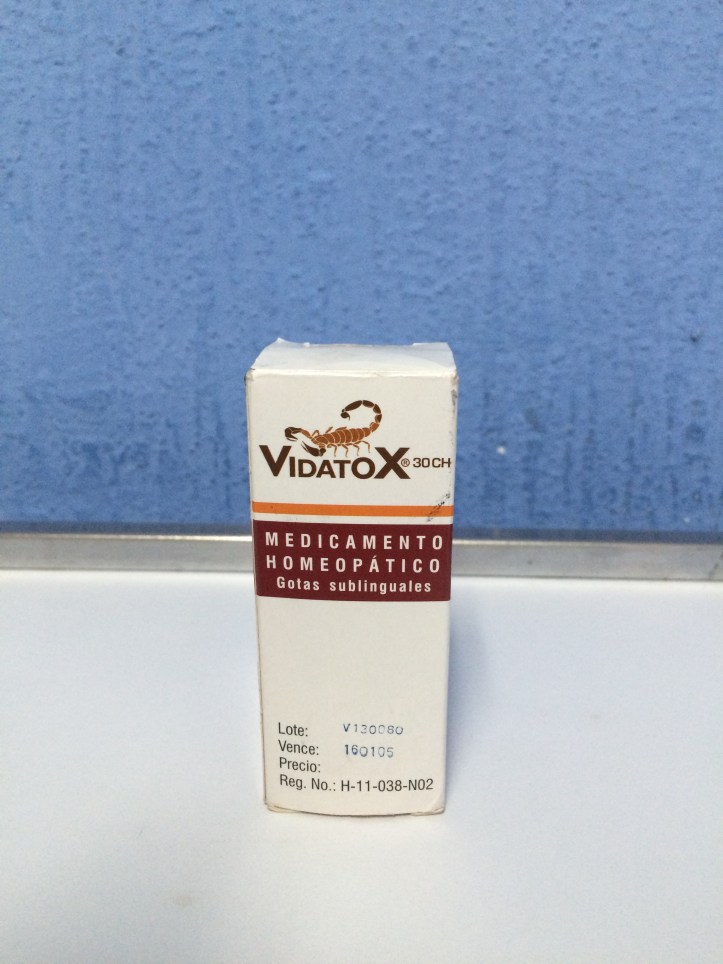 VIDATOX® 30CH
MEDICAMENTO
HOMEOPÁTICO
Gotas sublinguales
Lote: V130080
Vence: 160105
Precio:
Reg. No.: H-11-038-N02